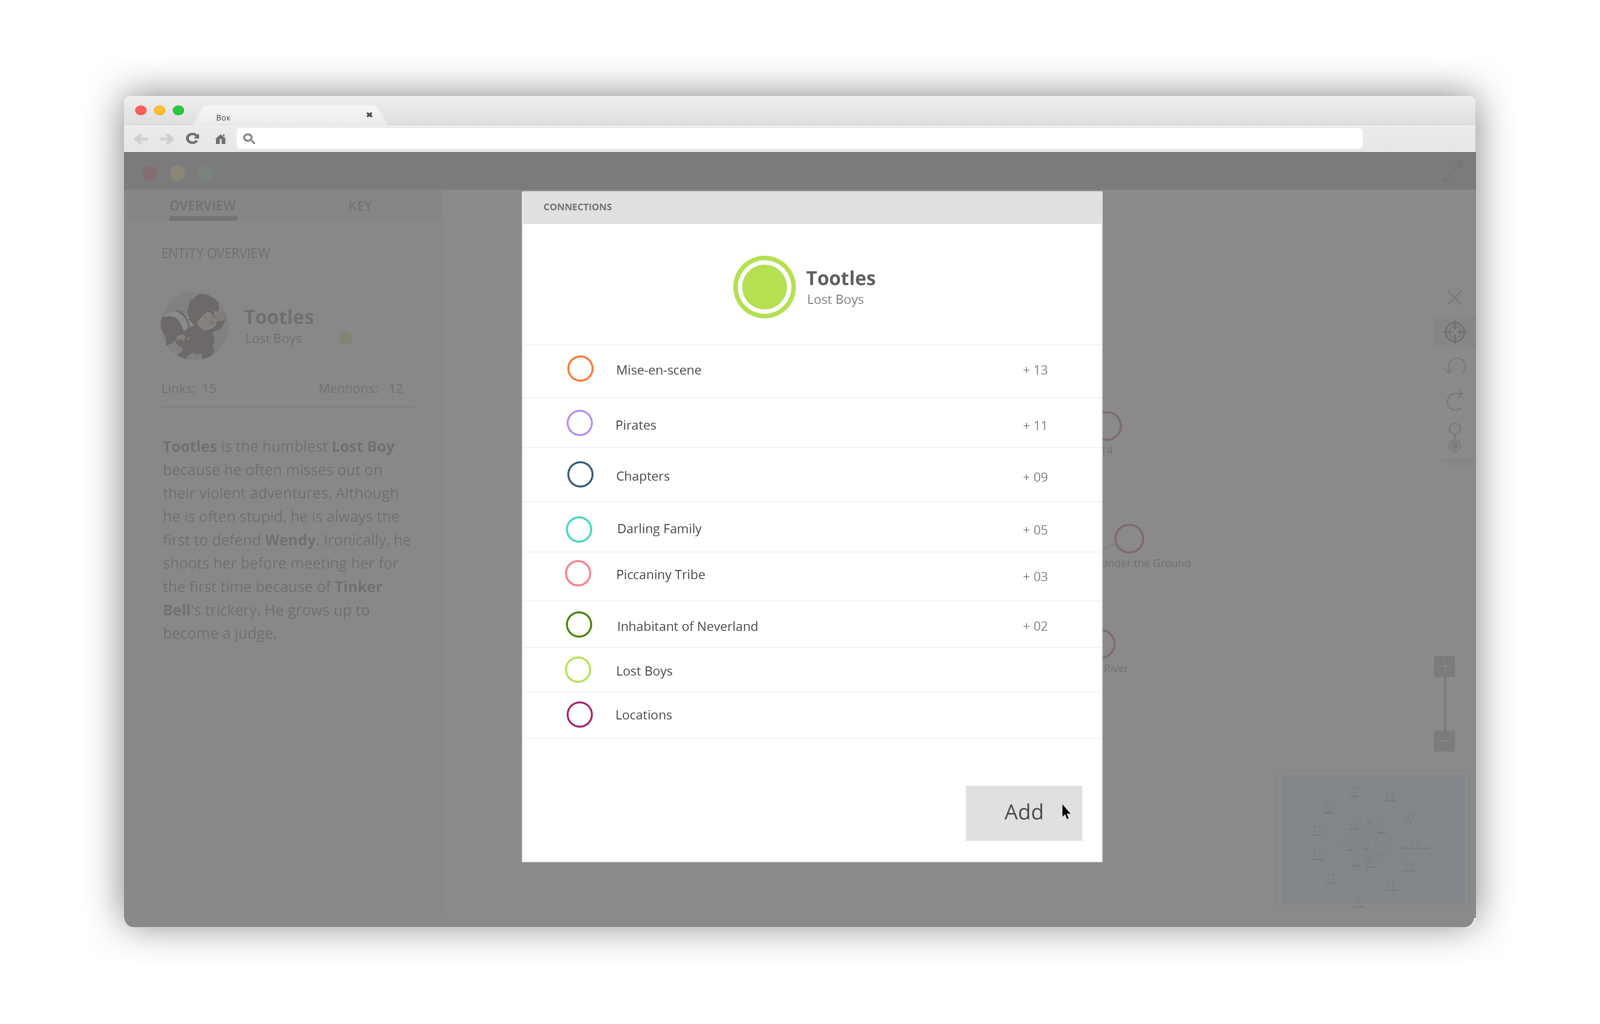 Box
OVERVIEW KEY
ENTITY OVERVIEW
Tootles
Lost Boys
Links: 15 Mentions: 12
Tootles is the humblest Lost Boy
because he often misses out on
their violent adventures. Although
he is often stupid, he is always the
first to defend Wendy. Ironically, he
shoots her before meeting her for
the first time because of Tinker
Bell's trickery. He grows up to
become a judge.
CONNECTIONS
Tootles
Lost Boys
Mise-en-scene + 13
Pirates + 11
Chapters + 09
Darling Family + 05
Piccaniny Tribe + 03
Inhabitant of Neverland + 02
Lost Boys
Locations
Add
14
under the Ground
River